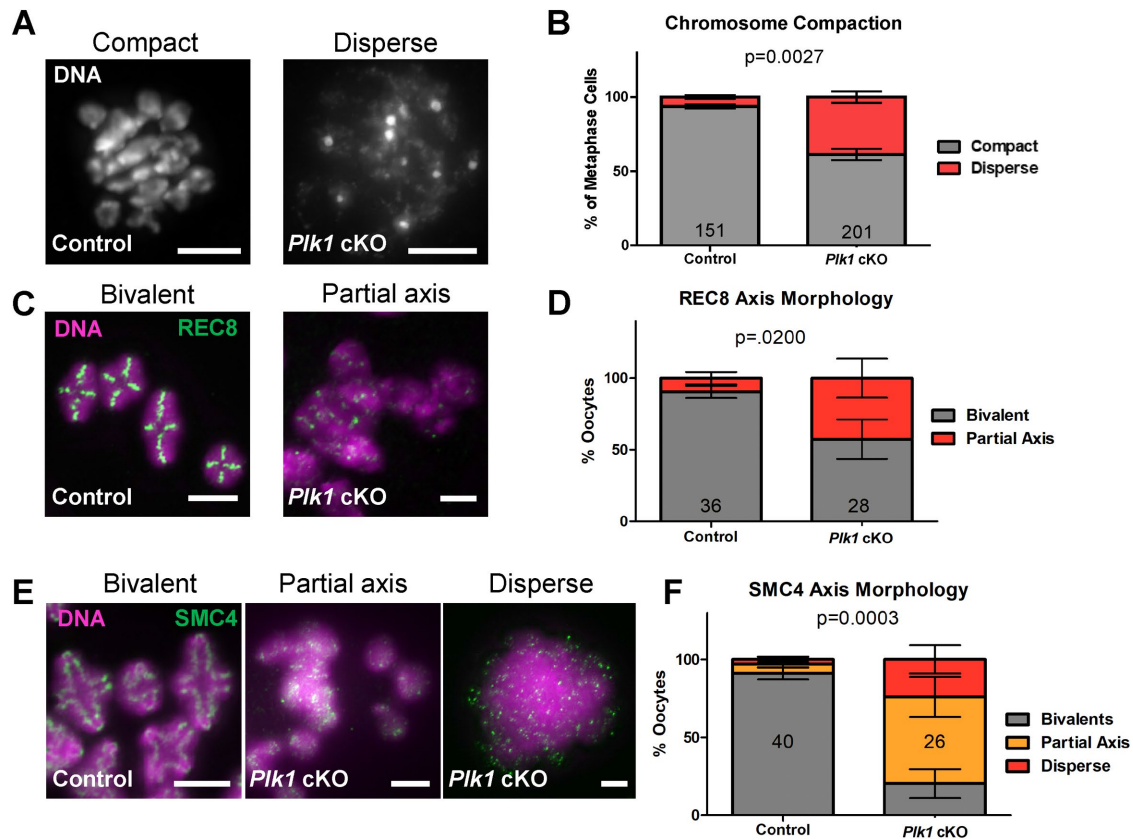 A
Compact
Disperse
DNA
Control
Plk1 cKO
B
Chromosome Compaction
p=0.0027
% of Metaphase Cells
100
50
0
151
201
Control
Plk1 cKO
Compact
Disperse
C
Bivalent
Partial axis
DNA
REC8
Control
Plk1 cKO
D
REC8 Axis Morphology
p=.0200
% Oocytes
100
50
0
36
28
Control
Plk1 cKO
Bivalent
Partial Axis
E
Bivalent
Partial axis
Disperse
DNA
SMC4
Control
Plk1 cKO
Plk1 cKO
F
SMC4 Axis Morphology
p=0.0003
% Oocytes
100
50
0
40
26
Control
Plk1 cKO
Bivalents
Partial Axis
Disperse